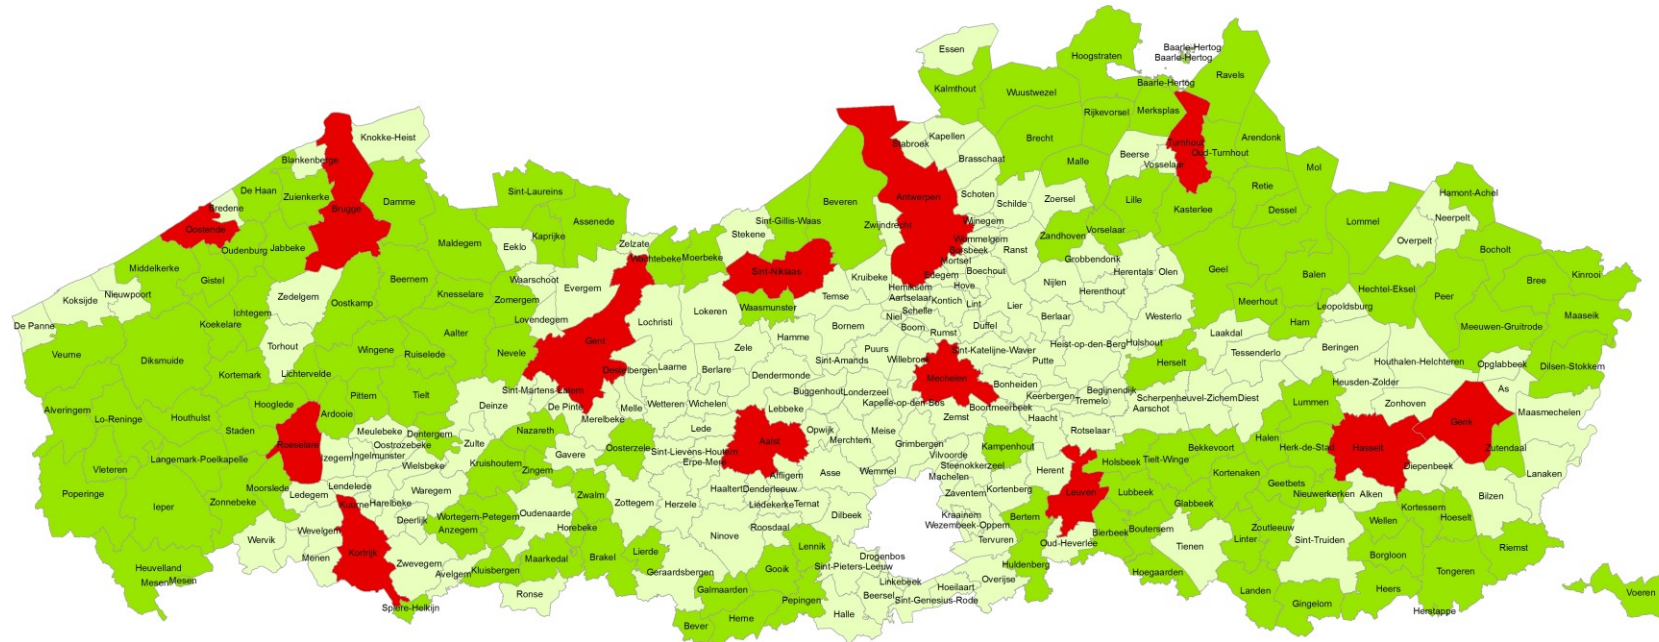 Essen
Hoogstraten
Baarle-Hertog
Baarle-Hertog
Ravels
Kalmthout
Wuustwezel
Baarle-Hertog
Merksplas
Rijkevorsel
Knokke-Heist
Stabroek
Kapellen
Brecht
Turnhout
Arendonk
Oud-Turnhout
Blankenberge
Brasschaat
Malle
Beerse
Vosselaar
Mol
De Haan
Zuienkerke
Damme
Sint-Laureins
Beveren
Antwerpen
Schoten
Schilde
Zoersel
Lille
Retie
Dessel
Kasterlee
Hamont-Achel
Bredene
Brugge
Assenede
Sint-Gillis-Waas
Stekene
Zwijndrecht
Wijnegem
Wommelgem
Borsbeek
Mortsel
Ranst
Zandhoven
Vorselaar
Lommel
Neerpelt
Overpelt
Oostende
Oudenburg
Jabbeke
Maldegem
Eeklo
Kaprijke
Zelzate
Wachtebeke
Moerbeke
Grobbendonk
Bocholt
Middelkerke
Gistel
Beernem
Waarschoot
Evergem
Sint-Niklaas
Kruibeke
Edegem
Boechout
Herentals
Olen
Geel
Balen
Hechtel-Eksel
Bree
Kinrooi
Koksijde
Nieuwpoort
Zedelgem
Oostkamp
Knesselare
Zomergem
Temse
Hemiksem
Aartselaar
Hove
Kontich
Lint
Nijlen
Herenthout
Meerhout
Leopoldsburg
Peer
Ichtegem
Koekelare
Lovendegem
Lochristi
Lokeren
Waasmunster
Schelle
Niel
Lier
Berlaar
Westerlo
Ham
Maaseik
De Panne
Veurne
Diksmuide
Torhout
Wingene
Aalter
Ruiselede
Nevele
Gent
Hamme
Bornem
Boom
Rumst
Duffel
Laakdal
Meeuwen-Gruitrode
Kortemark
Lichtervelde
Destelbergen
Laarne
Zele
Berlare
Dendermonde
Sint-Amands
Puurs
Willebroek
Sint-Katelijne-Waver
Putte
Heist-op-den-Berg
Hulshout
Herselt
Tessenderlo
Beringen
Houthalen-Helchteren
Opglabbeek
Dilsen-Stokkem
Alveringem
Lo-Reninge
Houthulst
Hooglede
Ardooie
Pittem
Tielt
Deinze
Sint-Martens-Latem
De Pinte
Melle
Merelbeke
Wetteren
Wichelen
Lebbeke
Buggenhout
Londerzeel
Kapelle-op-den-Bos
Mechelen
Bonheiden
Boortmeerbeek
Keerbergen
Tremelo
Begijnendijk
Aarschot
Scherpenheuvel-Zichem
Diest
Lummen
Heusden-Zolder
Zonhoven
As
Maasmechelen
Staden
Roeselare
Meulebeke
Oostrozebeke
Ingelmunster
Izegem
Dentergem
Zulte
Nazareth
Gavere
Oosterzele
Lede
Sint-Lievens-Houtem
Erpe-Mere
Aalst
Opwijk
Merchtem
Meise
Zemst
Grimbergen
Vilvoorde
Kampenhout
Haacht
Rotselaar
Bekkevoort
Halen
Herk-de-Stad
Hasselt
Genk
Zutendaal
Vleteren
Langemark-Poelkapelle
Wielsbeke
Kruishoutem
Zingem
Affligem
Asse
Wemmel
Steenokkerzeel
Machelen
Herent
Holsbeek
Tielt-Winge
Kortenaken
Geetbets
Diepenbeek
Lanaken
Poperinge
Ieper
Zonnebeke
Moorslede
Ledegem
Lendelede
Kuurne
Harelbeke
Waregem
Deerlijk
Wortegem-Petegem
Anzegem
Oudenaarde
Zwalm
Horebeke
Zottegem
Herzele
Haaltert
Denderleeuw
Liedekerke
Ternat
Dilbeek
Zaventem
Kortenberg
Kraainem
Wezembeek-Oppem
Leuven
Lubbeek
Glabbeek
Nieuwerkerken
Alken
Kortessem
Bilzen
Hoeselt
Wervik
Wevelgem
Menen
Kortrijk
Zwevegem
Avelgem
Kluisbergen
Maarkedal
Brakel
Lierde
Ninove
Roosdaal
Lennik
Tervuren
Bertem
Oud-Heverlee
Bierbeek
Boutersem
Tienen
Linter
Zoutleeuw
Sint-Truiden
Wellen
Borgloon
Riemst
Heuvelland
Mesen
Mesen
Spiere-Helkijn
Ronse
Geraardsbergen
Galmaarden
Gooik
Sint-Pieters-Leeuw
Drogenbos
Linkebeek
Beersel
Sint-Genesius-Rode
Hoeilaart
Overijse
Huldenberg
Hoegaarden
Landen
Gingelom
Heers
Tongeren
Herstappe
Voeren
Bever
Herne
Pepingen
Halle